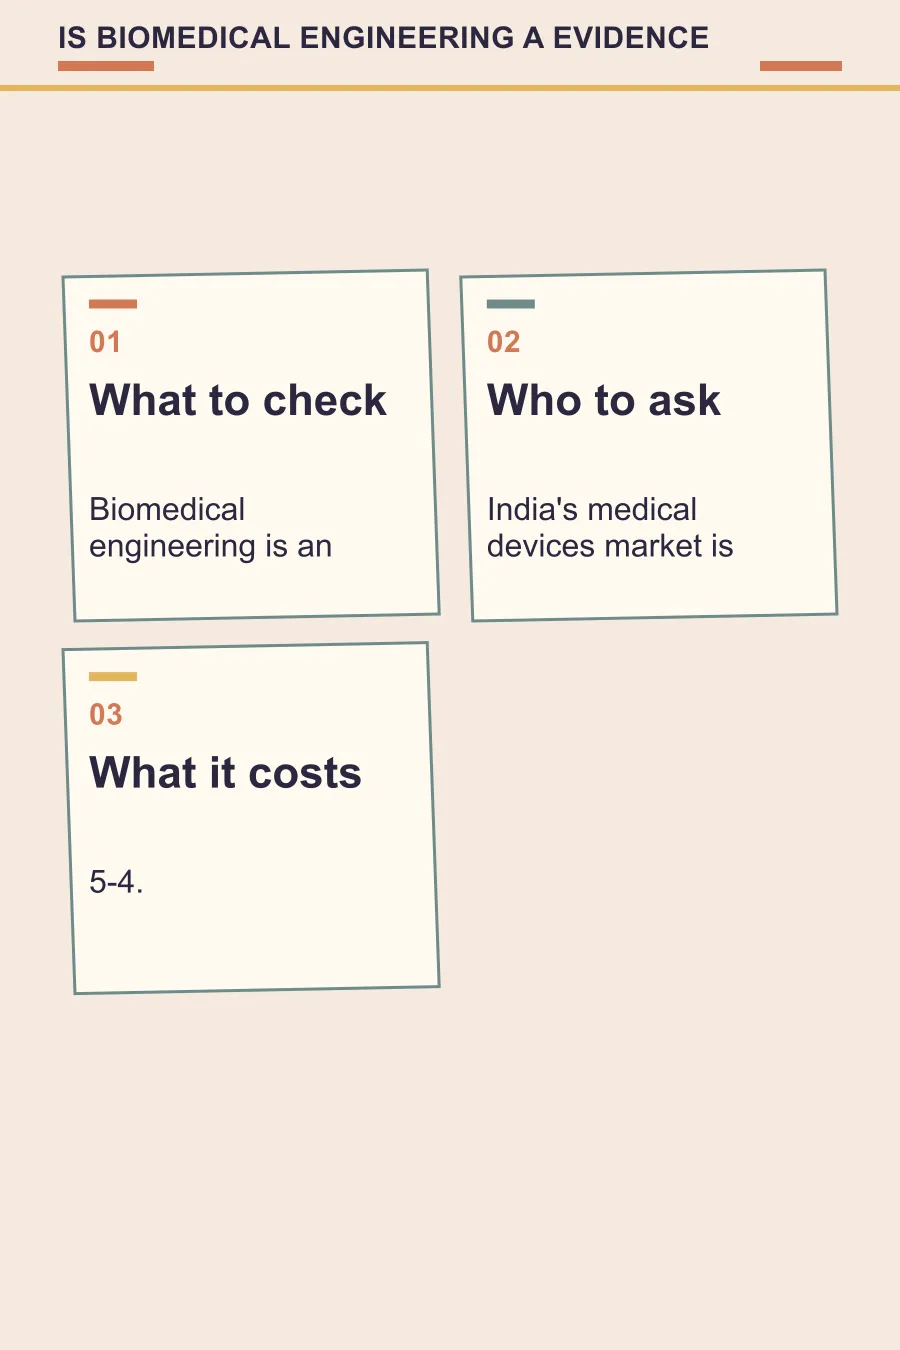 IS BIOMEDICAL ENGINEERING A EVIDENCE
01
What to check
Biomedical
engineering is an
02
Who to ask
India's medical
devices market is
03
What it costs
5-4.